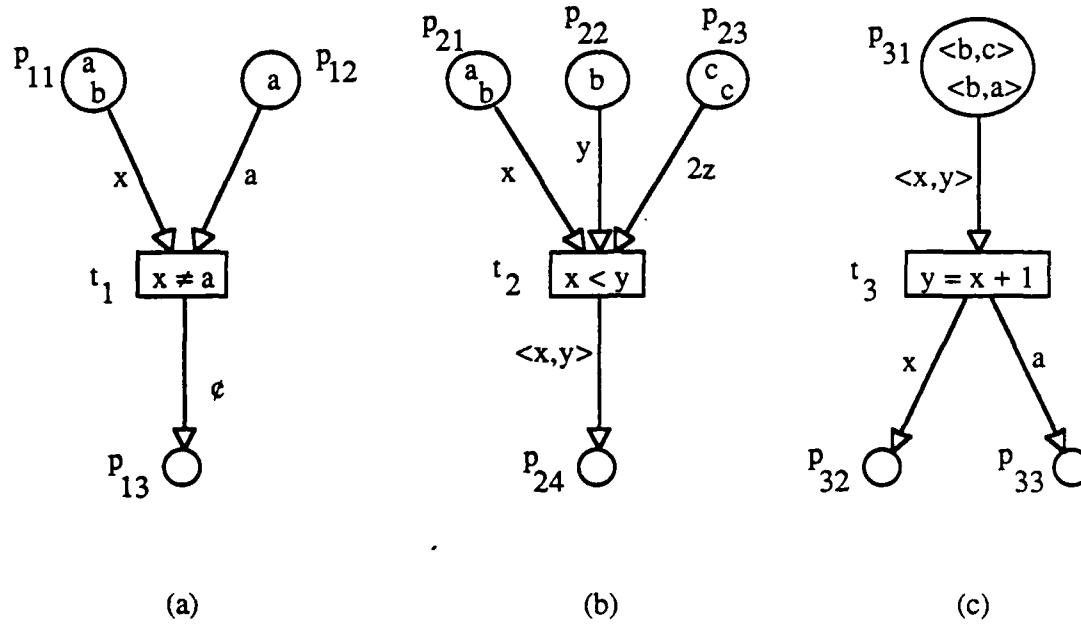 p11 a b a p12
x a
t1 x ≠ a
¢
p13
(a)
p21 p22 p23
a b b c c
x y 2z
t2 x < y
<x,y>
p24
(b)
p31 <b,c>
<b,a>
<x,y>
t3 y = x + 1
x a
p32 p33
(c)